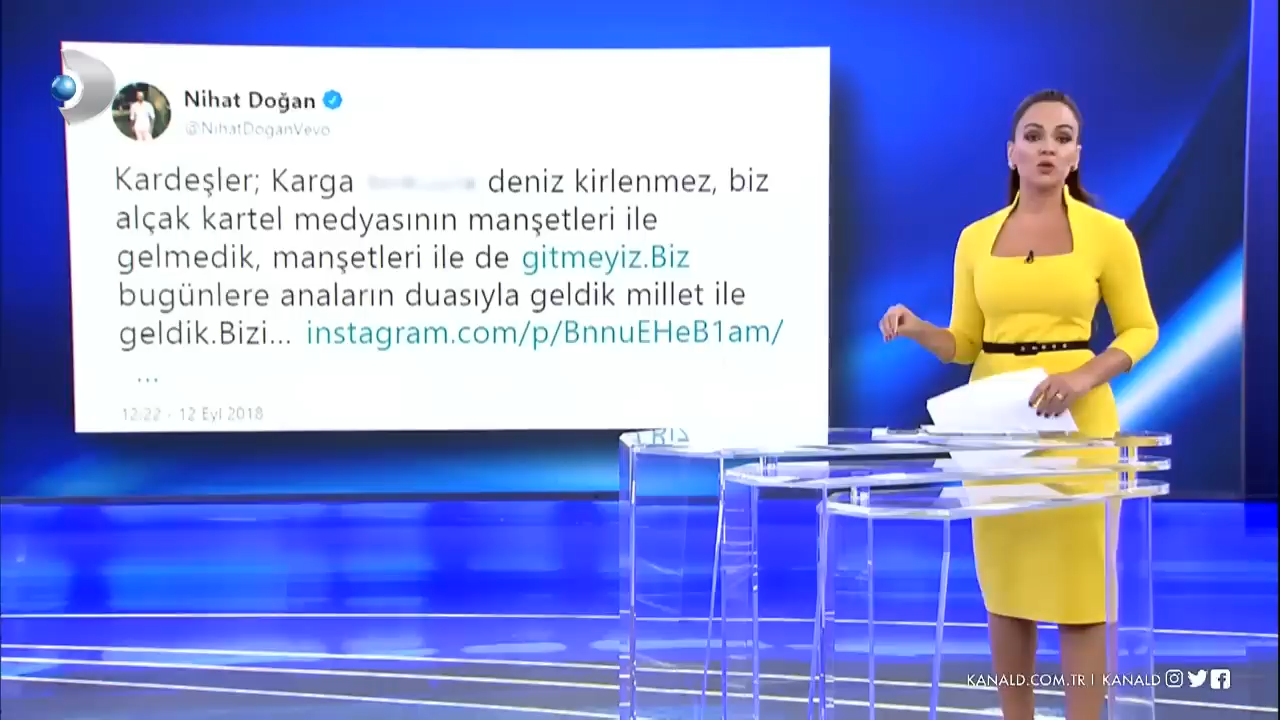 Nihat Doğan
@NihatDoganVevo
Kardeşler; Karga deniz kirlenmez, biz
alçak kartel medyasının manşetleri ile
gelmedik, manşetleri ile de gitmeyiz.Biz
bugünlere anaların duasıyla geldik millet ile
geldik.Bizi... instagram.com/p/BnnuEHeB1am/
...
12:22 - 12 Eyl 2018
KANALD.COM.TR | KANALD